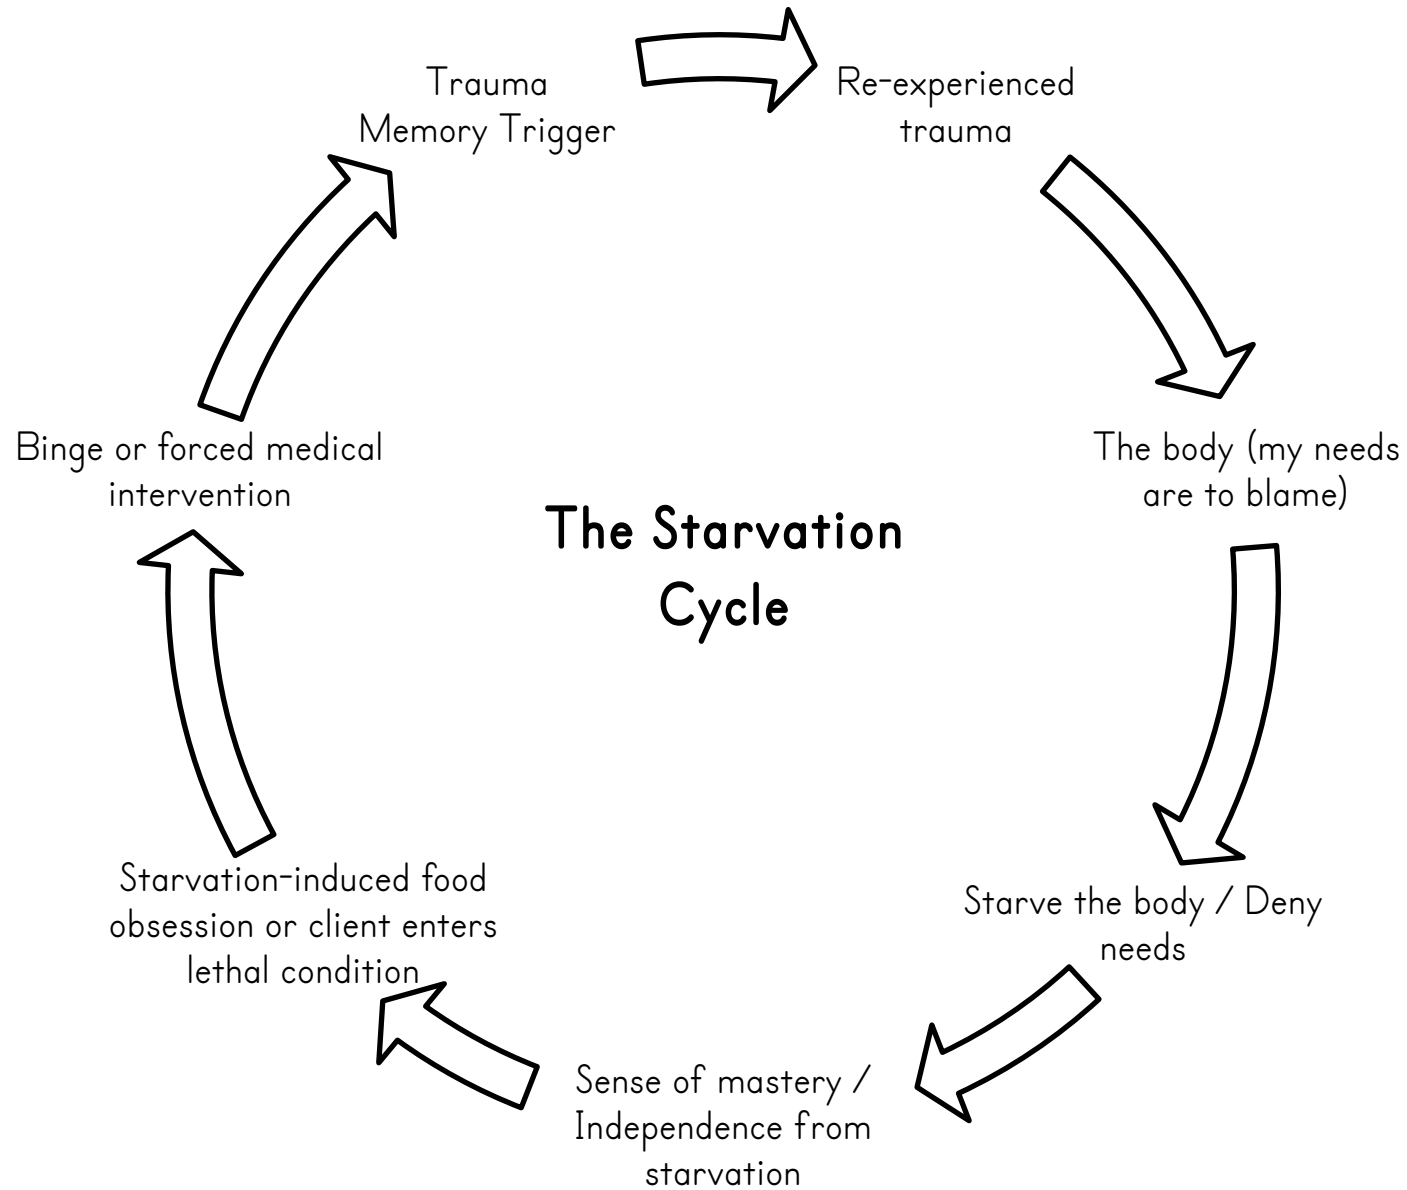 Trauma
Memory Trigger
Re-experienced
trauma
The body (my needs
are to blame)
Starve the body / Deny
needs
Sense of mastery /
Independence from
starvation
Starvation-induced food
obsession or client enters
lethal condition
Binge or forced medical
intervention
The Starvation
Cycle